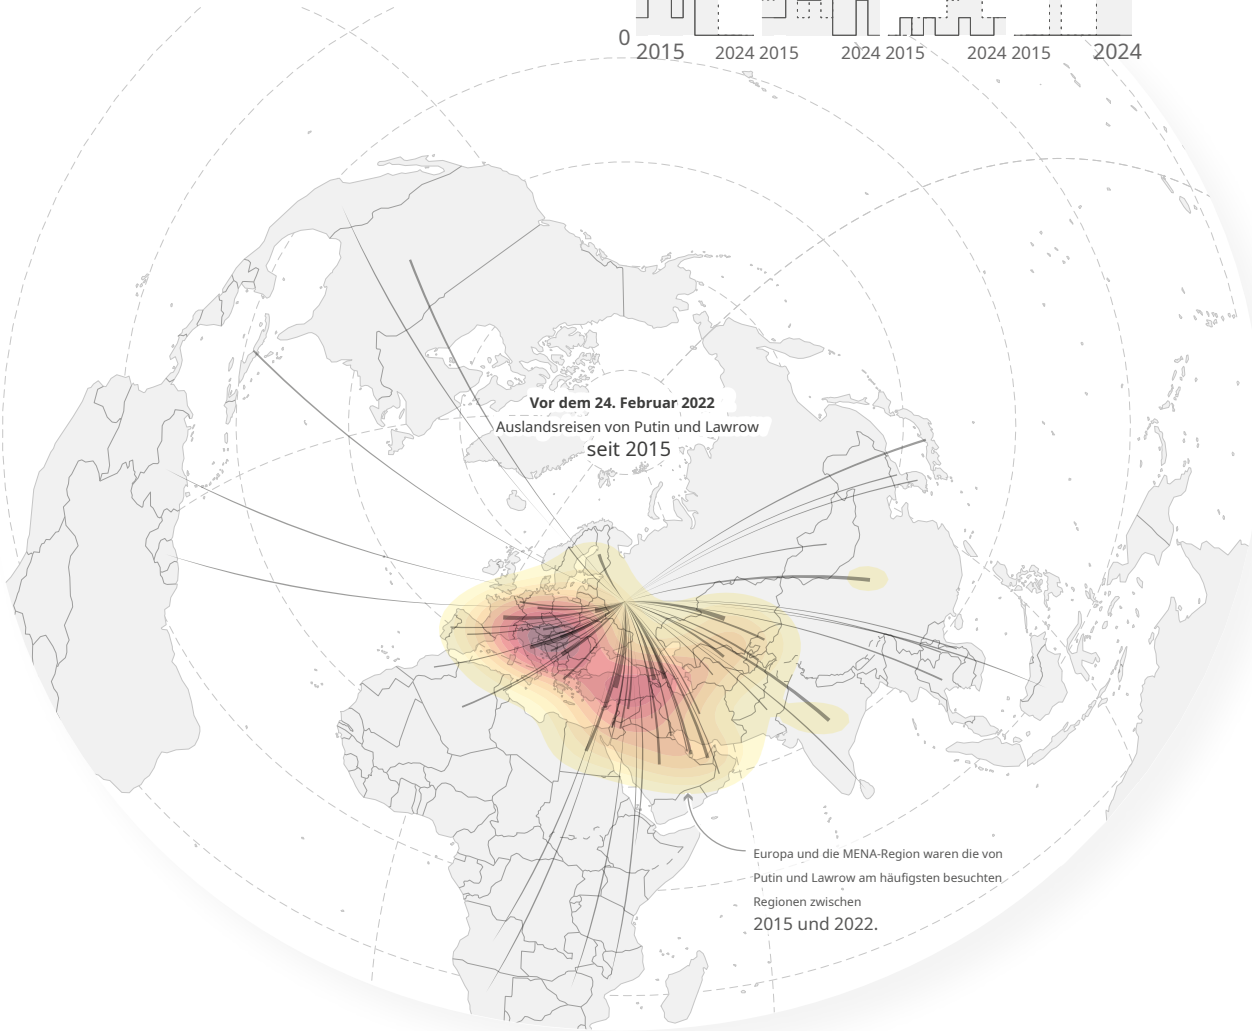 0
2015 2024 2015 2024 2015 2024 2015 2024
Vor dem 24. Februar 2022
Auslandsreisen von Putin und Lawrow
seit 2015
Europa und die MENA-Region waren die von
Putin und Lawrow am häufigsten besuchten
Regionen zwischen
2015 und 2022.